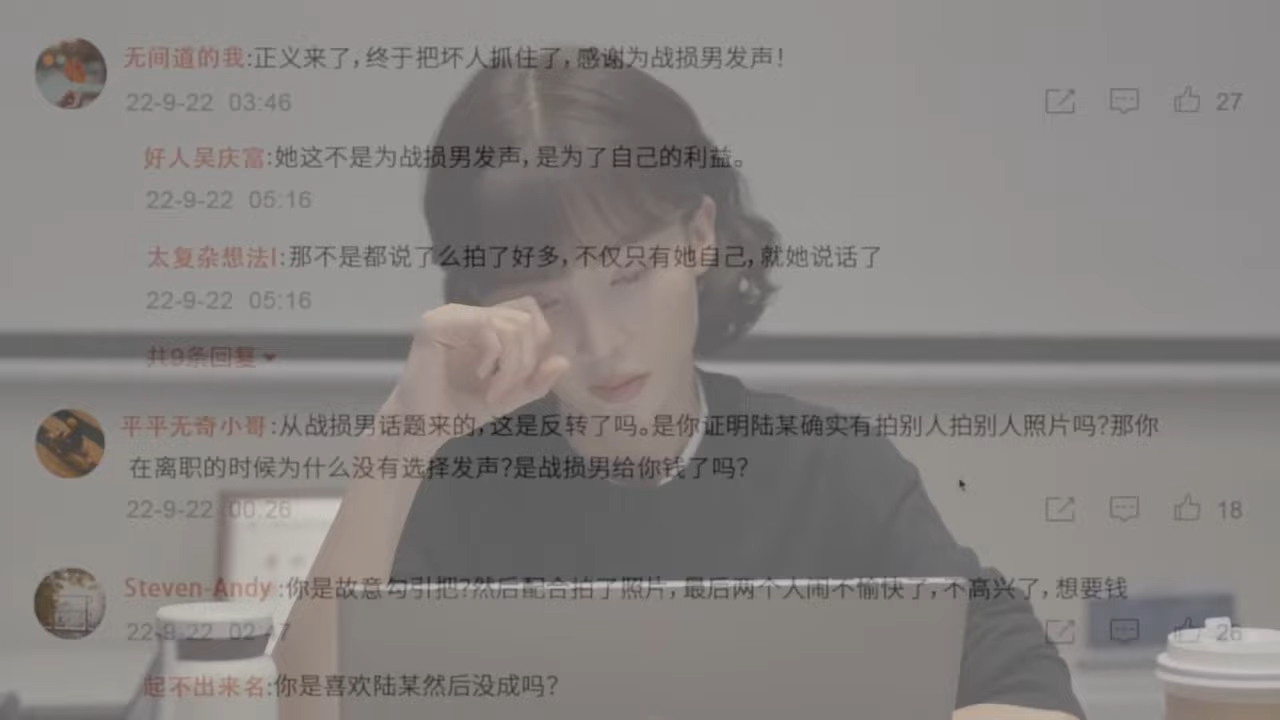 无间道的我:正义来了,终于把坏人抓住了,感谢为战损男发声!
22-9-22 03:46
27
好人吴庆富:她这不是为战损男发声,是为了自己的利益。
22-9-22 05:16
太复杂想法l:那不是都说了么拍了好多,不仅只有她自己,就她说话了
22-9-22 05:16
共9条回复
平平无奇小哥:从战损男话题来的,这是反转了吗。是你证明陆某确实有拍别人拍别人照片吗?那你
在离职的时候为什么没有选择发声?是战损男给你钱了吗?
22-9-22 00:26
18
Steven-Andy:你是故意勾引把?然后配合拍了照片,最后两个人闹不愉快了,不高兴了,想要钱
22-9-22
26
起不出来名:你是喜欢陆某然后没成吗?